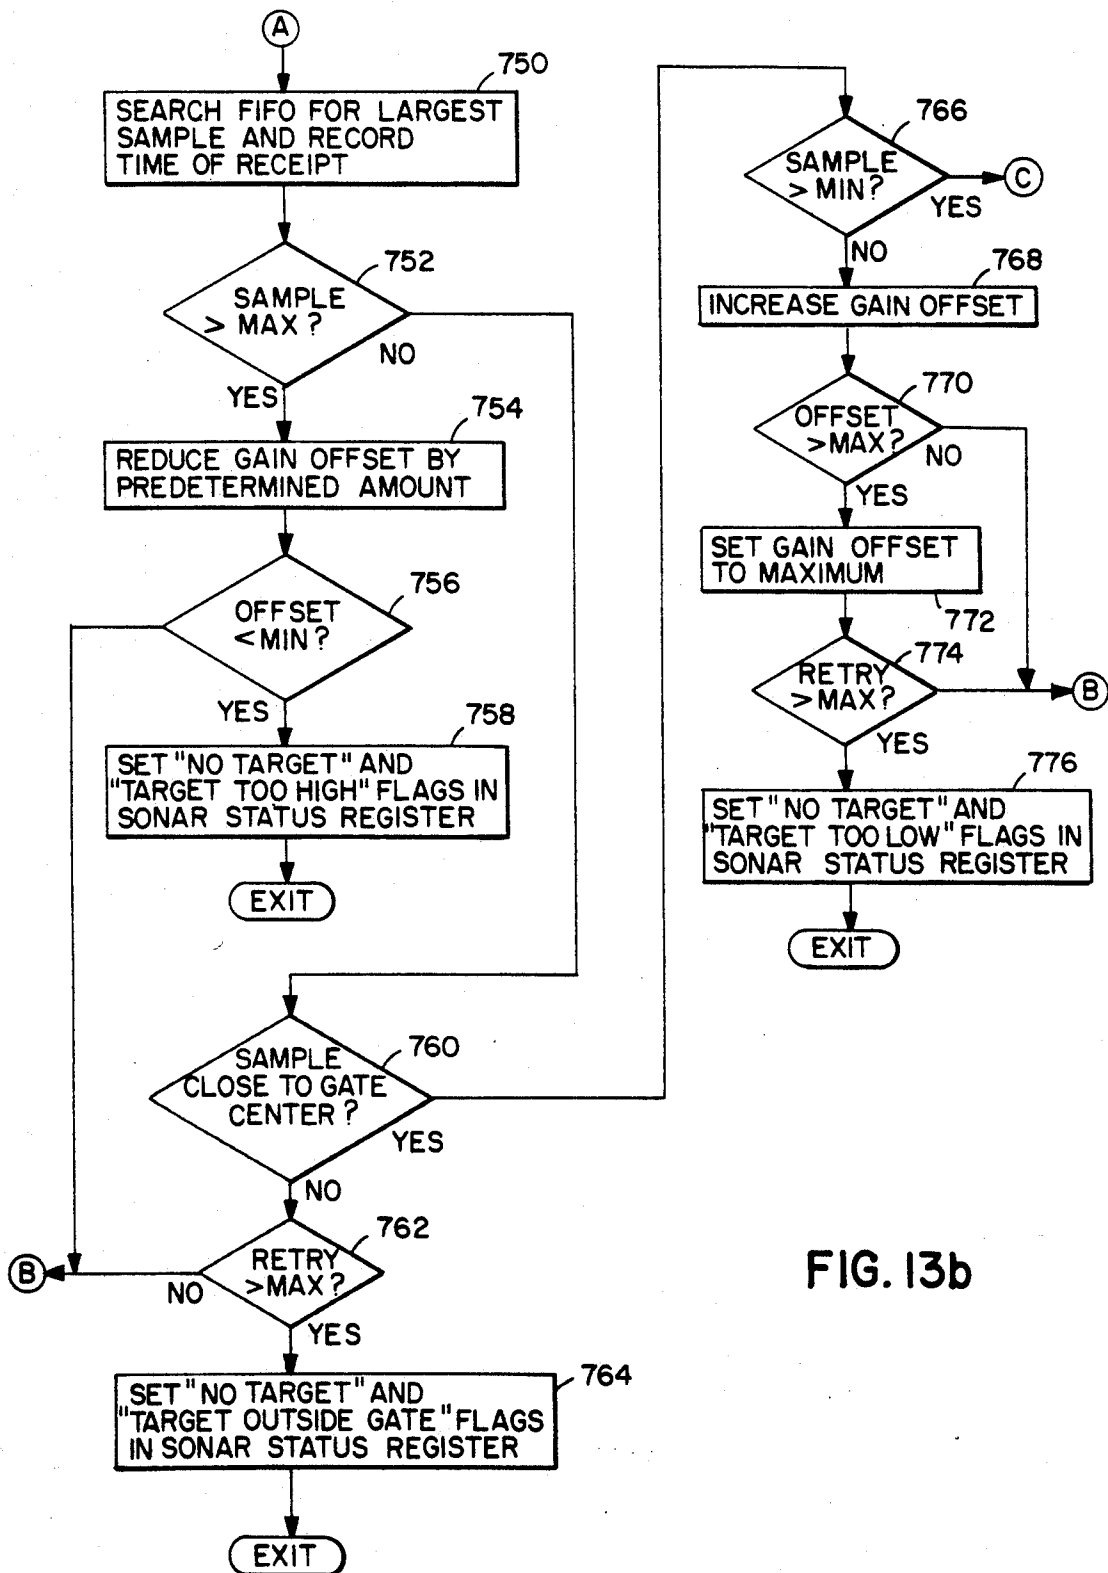 A
750
SEARCH FIFO FOR LARGEST
SAMPLE AND RECORD
TIME OF RECEIPT
752
SAMPLE
> MAX?
NO
YES
754
REDUCE GAIN OFFSET BY
PREDETERMINED AMOUNT
756
OFFSET
< MIN?
YES
758
SET "NO TARGET" AND
"TARGET TOO HIGH" FLAGS IN
SONAR STATUS REGISTER
EXIT
760
SAMPLE
CLOSE TO GATE
CENTER?
YES
NO
762
RETRY
>MAX?
B
NO
YES
764
SET "NO TARGET" AND
"TARGET OUTSIDE GATE" FLAGS
IN SONAR STATUS REGISTER
EXIT
766
SAMPLE
> MIN?
C
YES
NO
768
INCREASE GAIN OFFSET
770
OFFSET
>MAX?
NO
YES
SET GAIN OFFSET
TO MAXIMUM
772
774
RETRY
>MAX?
B
YES
776
SET "NO TARGET" AND
"TARGET TOO LOW" FLAGS IN
SONAR STATUS REGISTER
EXIT
FIG. 13b